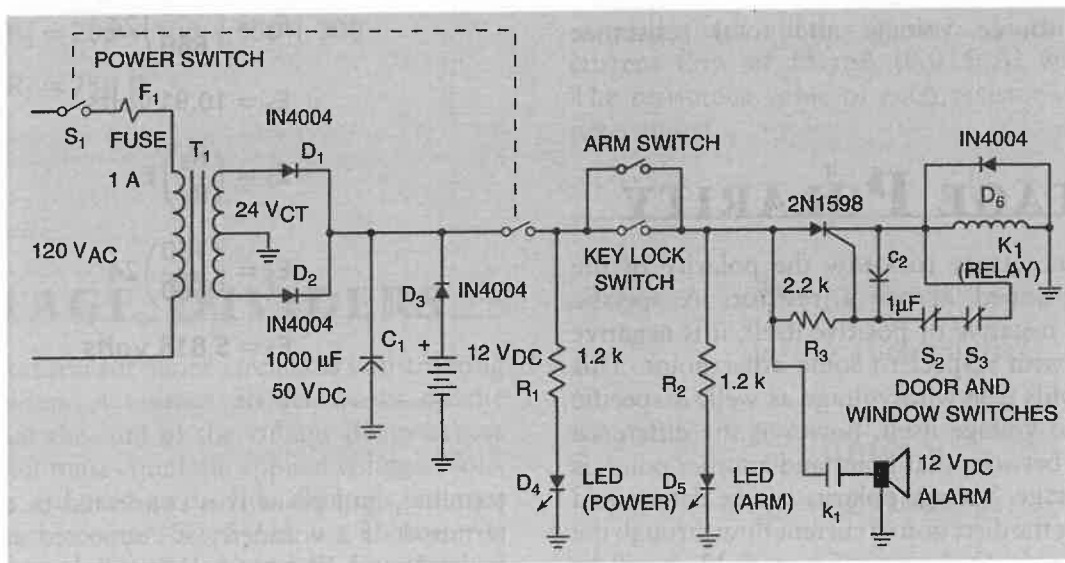 POWER SWITCH
F1
S1
FUSE
IN4004
T1
D1
1 A
24 VCT
120 VAC
D2
IN4004
D3
IN4004
C1
+
12 VDC
1000 µF
50 VDC
ARM SWITCH
KEY LOCK
SWITCH
2N1598
IN4004
D6
K1
(RELAY)
C2
2.2 k
1µF
R3
S2
S3
DOOR AND
WINDOW SWITCHES
1.2 k
R1
1.2 k
R2
D4
LED
(POWER)
D5
LED
(ARM)
K1
12 VDC
ALARM